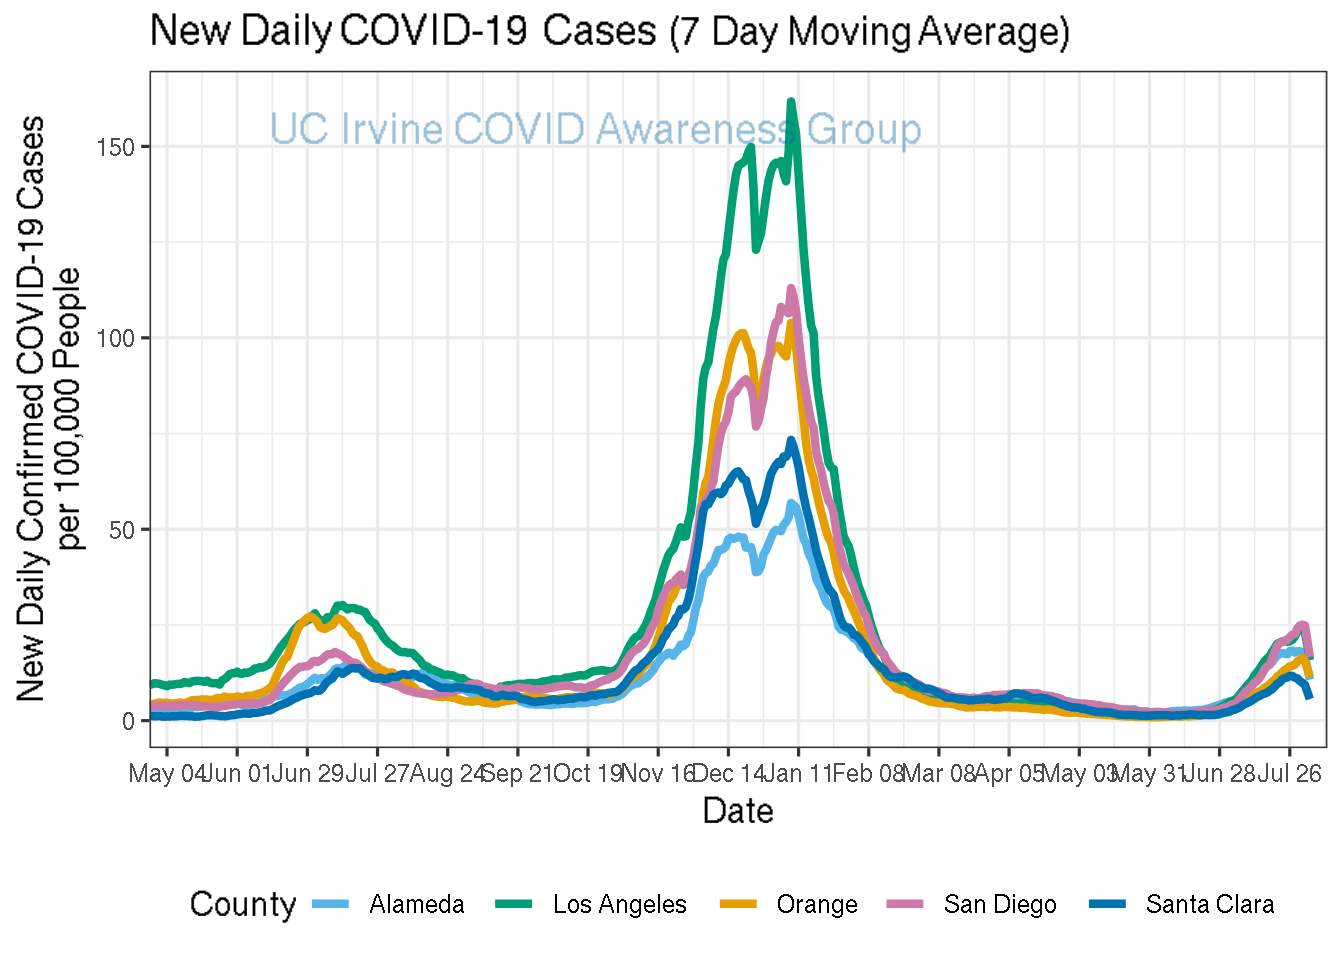 New Daily COVID-19 Cases (7 Day Moving Average)
UC Irvine COVID Awareness Group
New Daily Confirmed COVID-19 Cases
per 100,000 People
150
100
50
0
May 04 Jun 01 Jun 29 Jul 27 Aug 24 Sep 21 Oct 19 Nov 16 Dec 14 Jan 11 Feb 08 Mar 08 Apr 05 May 03 May 31 Jun 28 Jul 26
Date
County Alameda Los Angeles Orange San Diego Santa Clara